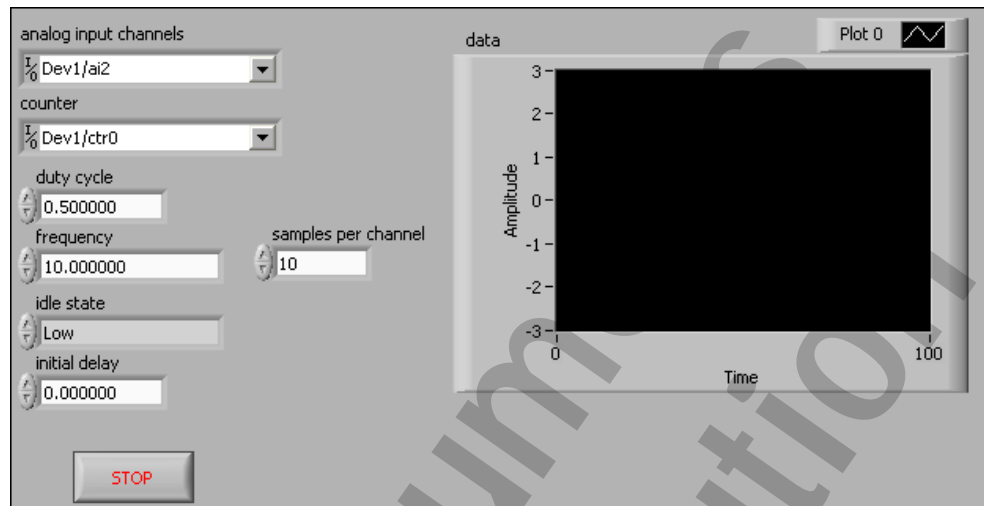 analog input channels
I/O Dev1/ai2
counter
I/O Dev1/ctr0
duty cycle
0.500000
frequency
10.000000
idle state
Low
initial delay
0.000000
samples per channel
10
STOP
data
Plot 0
Amplitude
3
2
1
0
-1
-2
-3
0
100
Time